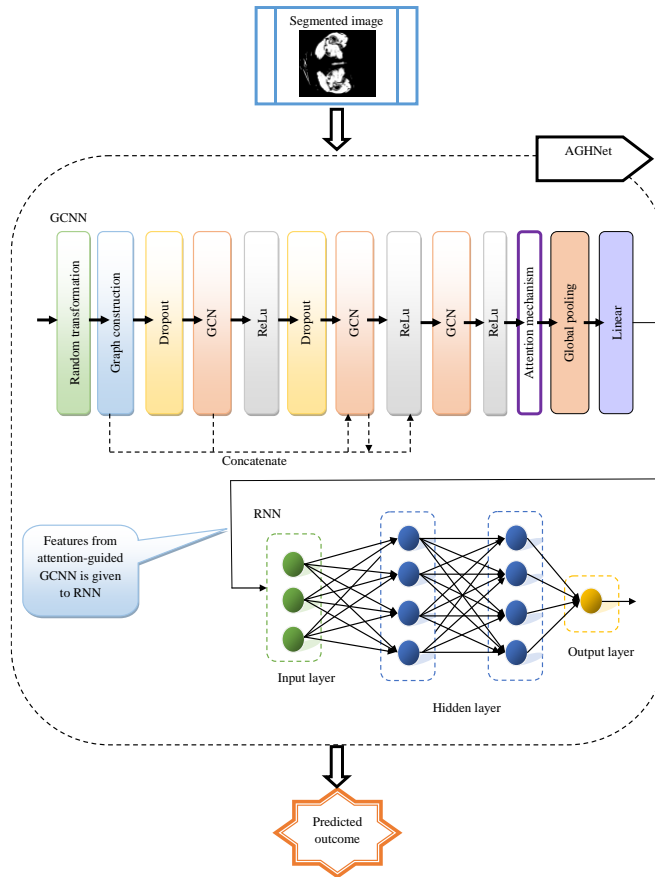 Segmented image
AGHNet
GCNN
Random transformation
Graph construction
Dropout
GCN
ReLu
Dropout
GCN
ReLu
GCN
ReLu
Attention mechanism
Global pooling
Linear
Concatenate
Features from
attention-guided
GCNN is given
to RNN
RNN
Input layer
Hidden layer
Output layer
Predicted
outcome